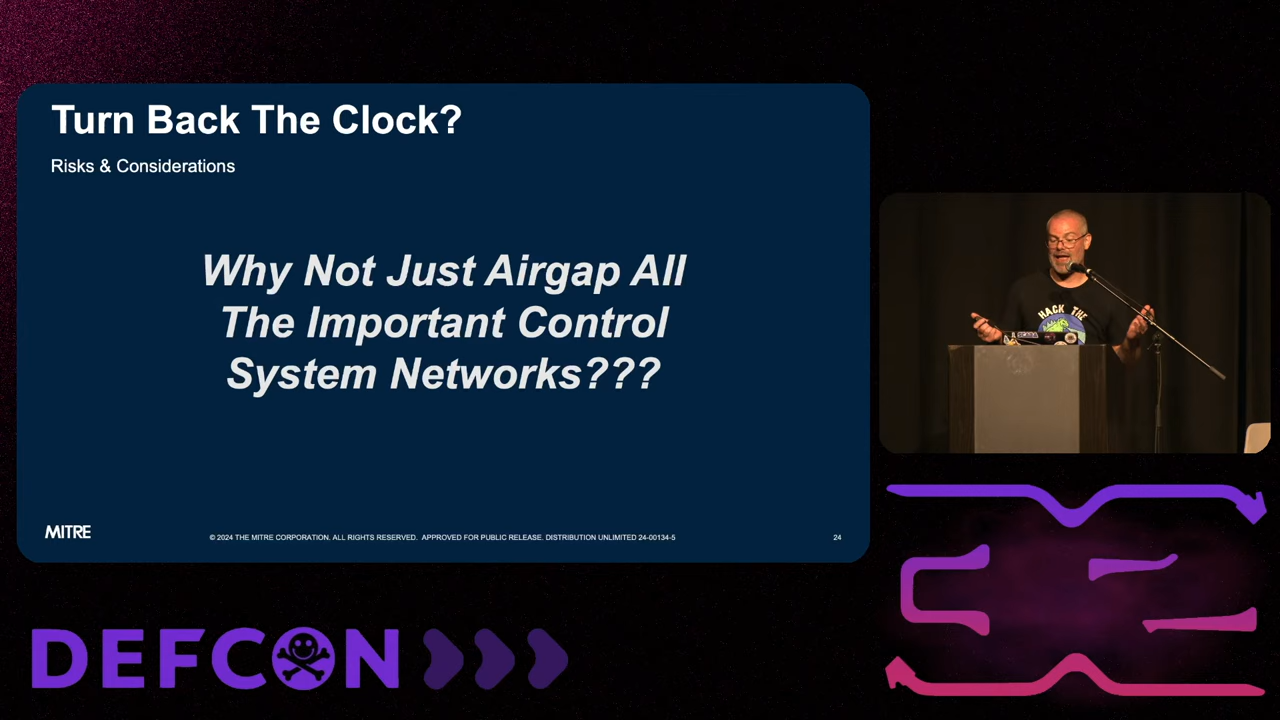 Turn Back The Clock?
Risks & Considerations
Why Not Just Airgap All
The Important Control
System Networks???
MITRE
© 2024 THE MITRE CORPORATION. ALL RIGHTS RESERVED. APPROVED FOR PUBLIC RELEASE. DISTRIBUTION UNLIMITED 24-00134-5
24
HACK THE
DEFCON